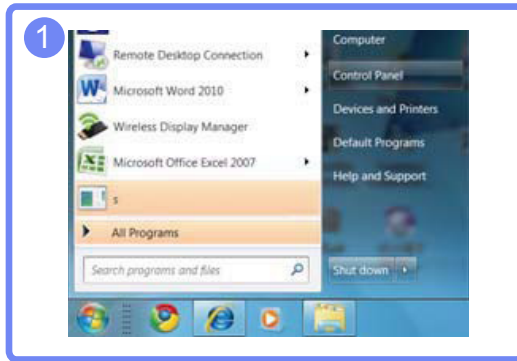 1
Remote Desktop Connection
Microsoft Word 2010
Wireless Display Manager
Microsoft Office Excel 2007
s
All Programs
Search programs and files
Computer
Control Panel
Devices and Printers
Default Programs
Help and Support
Shut down